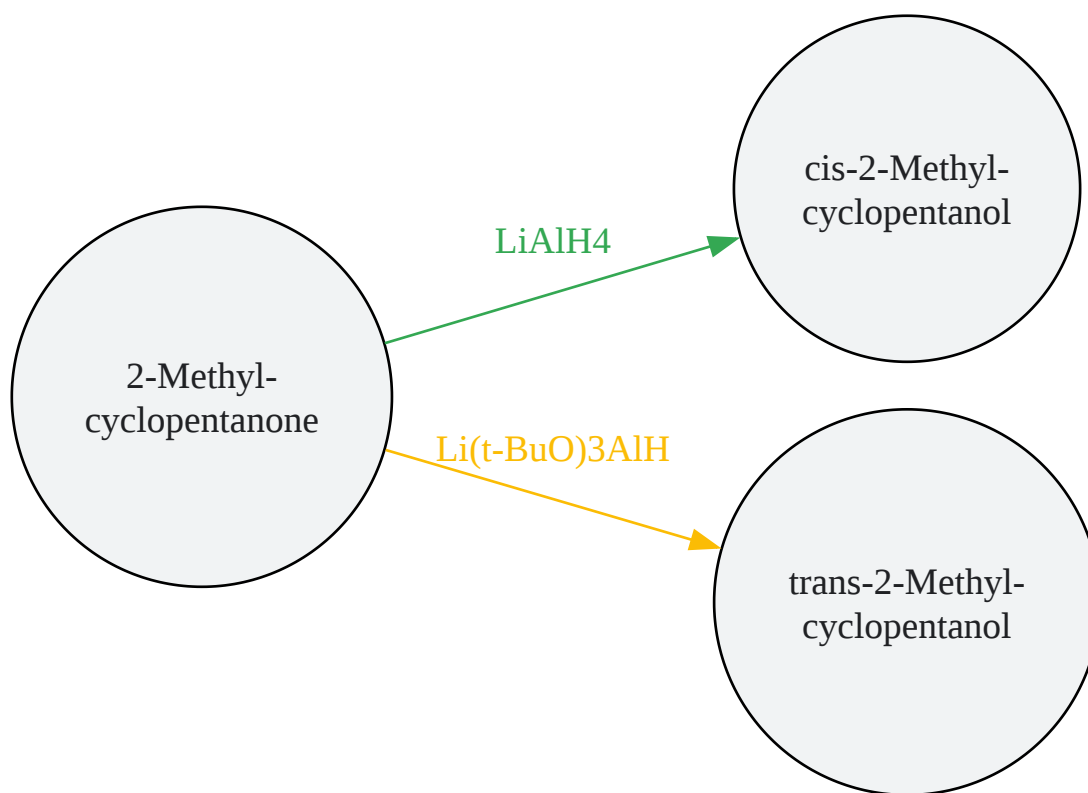 2-Methyl-
cyclopentanone
LiAlH4
Li(t-BuO)3AlH
cis-2-Methyl-
cyclopentanol
trans-2-Methyl-
cyclopentanol